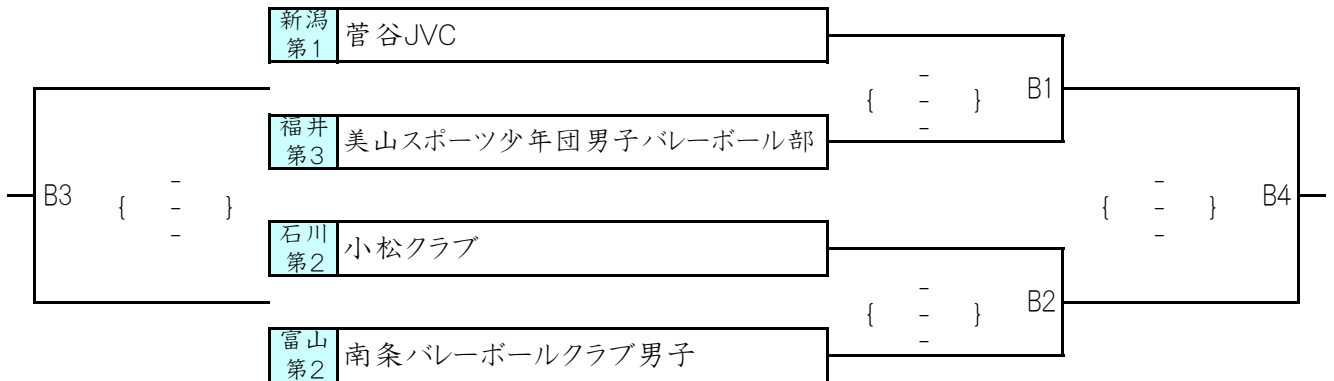 新潟
第1
菅谷JVC
-
{ - } B1
-
福井
第3
美山スポーツ少年団男子バレーボール部
-
B3 { - }
-
-
{ - } B4
-
石川
第2
小松クラブ
-
{ - } B2
-
富山
第2
南条バレーボールクラブ男子